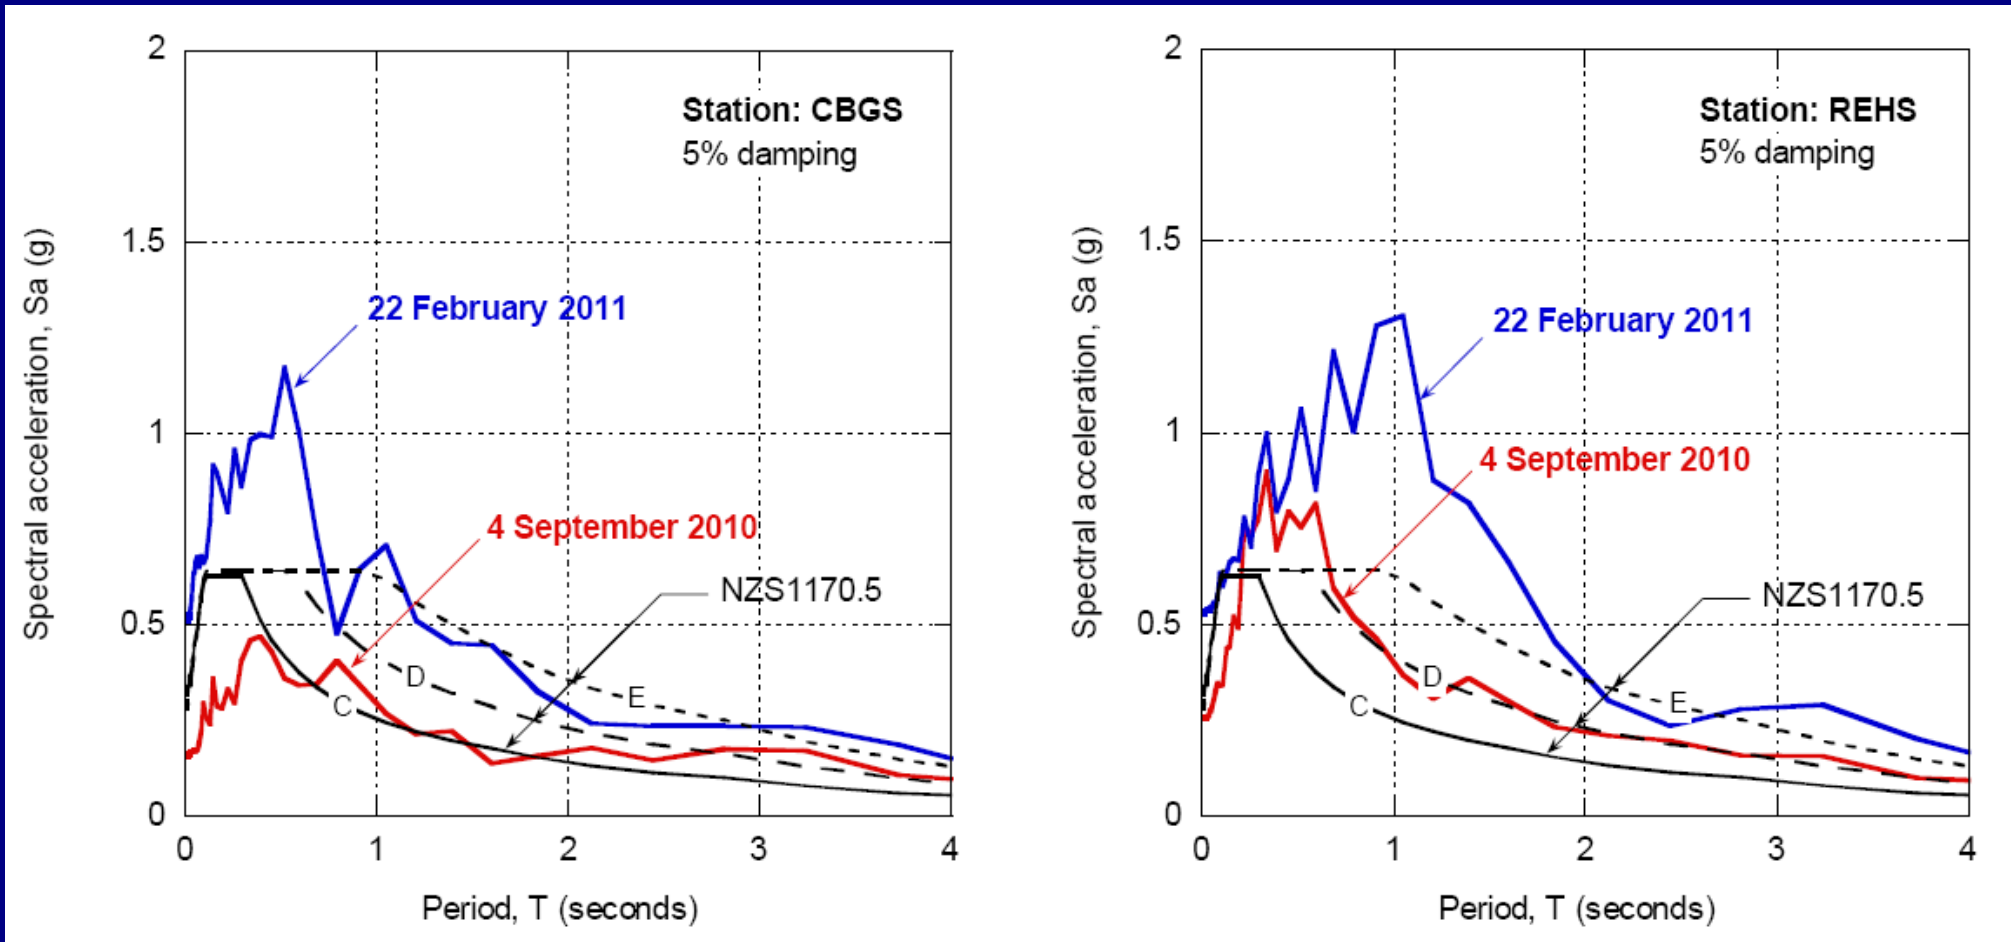 2
1.5
1
0.5
0
0
1
2
3
4
Spectral acceleration, Sa (g)
Period, T (seconds)
Station: CBGS
5% damping
22 February 2011
4 September 2010
NZS1170.5
C
D
E
2
1.5
1
0.5
0
0
1
2
3
4
Spectral acceleration, Sa (g)
Period, T (seconds)
Station: REHS
5% damping
22 February 2011
4 September 2010
NZS1170.5
C
D
E